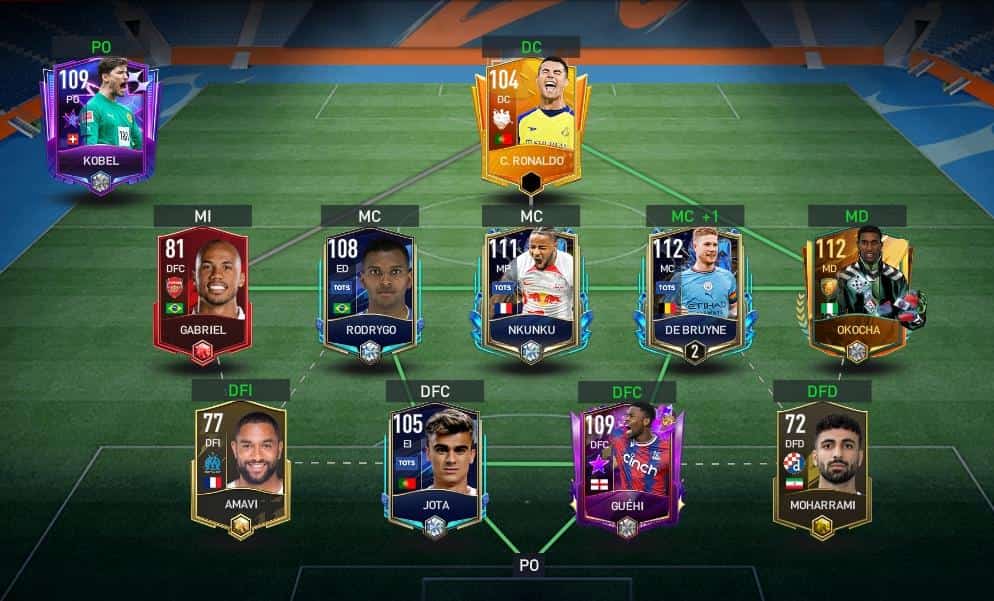 PO
109
PO
KOBEL
DC
104
DC
C. RONALDO
MI
81
DFC
GABRIEL
MC
108
ED
TOTS
RODRYGO
MC
111
MP
TOTS
NKUNKU
MC +1
112
MC
TOTS
ETIHAD
DE BRUYNE
2
MD
112
MD
OKOCHA
DFI
77
DFI
AMAVI
DFC
105
EI
TOTS
JOTA
DFC
109
DFC
cinch
GUÉHI
DFD
72
DFD
MOHARRAMI
PO